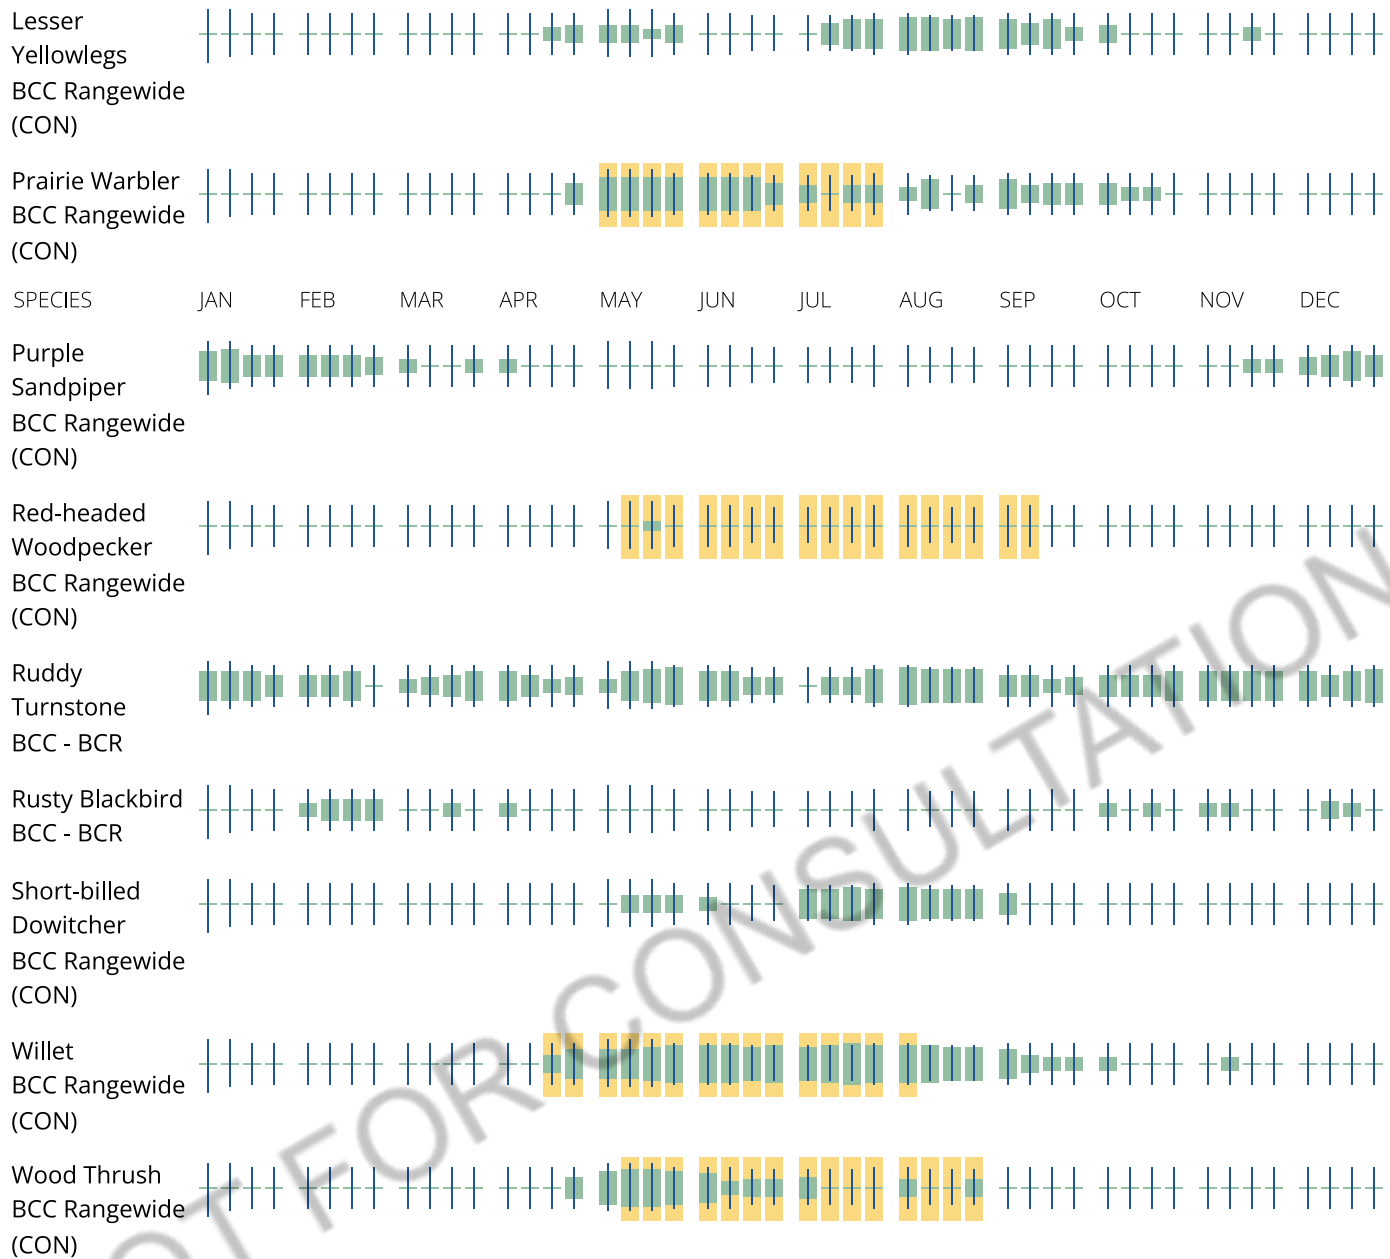 Lesser
Yellowlegs
BCC Rangewide
(CON)
Prairie Warbler
BCC Rangewide
(CON)
SPECIES JAN FEB MAR APR MAY JUN JUL AUG SEP OCT NOV DEC
Purple
Sandpiper
BCC Rangewide
(CON)
Red-headed
Woodpecker
BCC Rangewide
(CON)
Ruddy
Turnstone
BCC - BCR
Rusty Blackbird
BCC - BCR
Short-billed
Dowitcher
BCC Rangewide
(CON)
Willet
BCC Rangewide
(CON)
Wood Thrush
BCC Rangewide
(CON)
OT FOR CONSULTATION